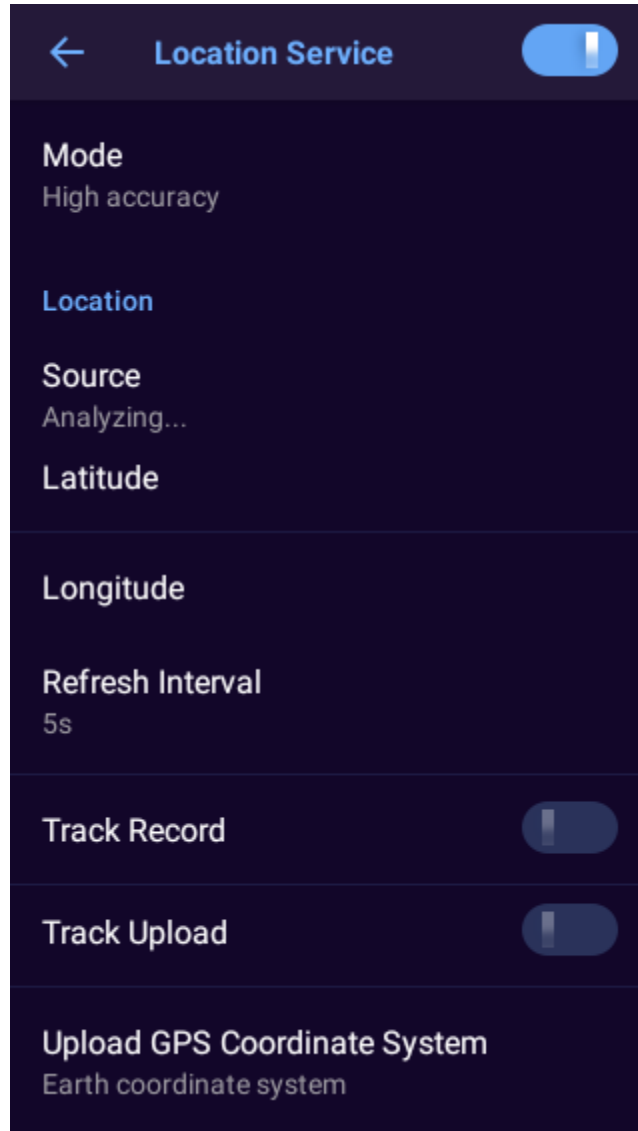 Location Service
Mode
High accuracy
Location
Source
Analyzing...
Latitude
Longitude
Refresh Interval
5s
Track Record
Track Upload
Upload GPS Coordinate System
Earth coordinate system